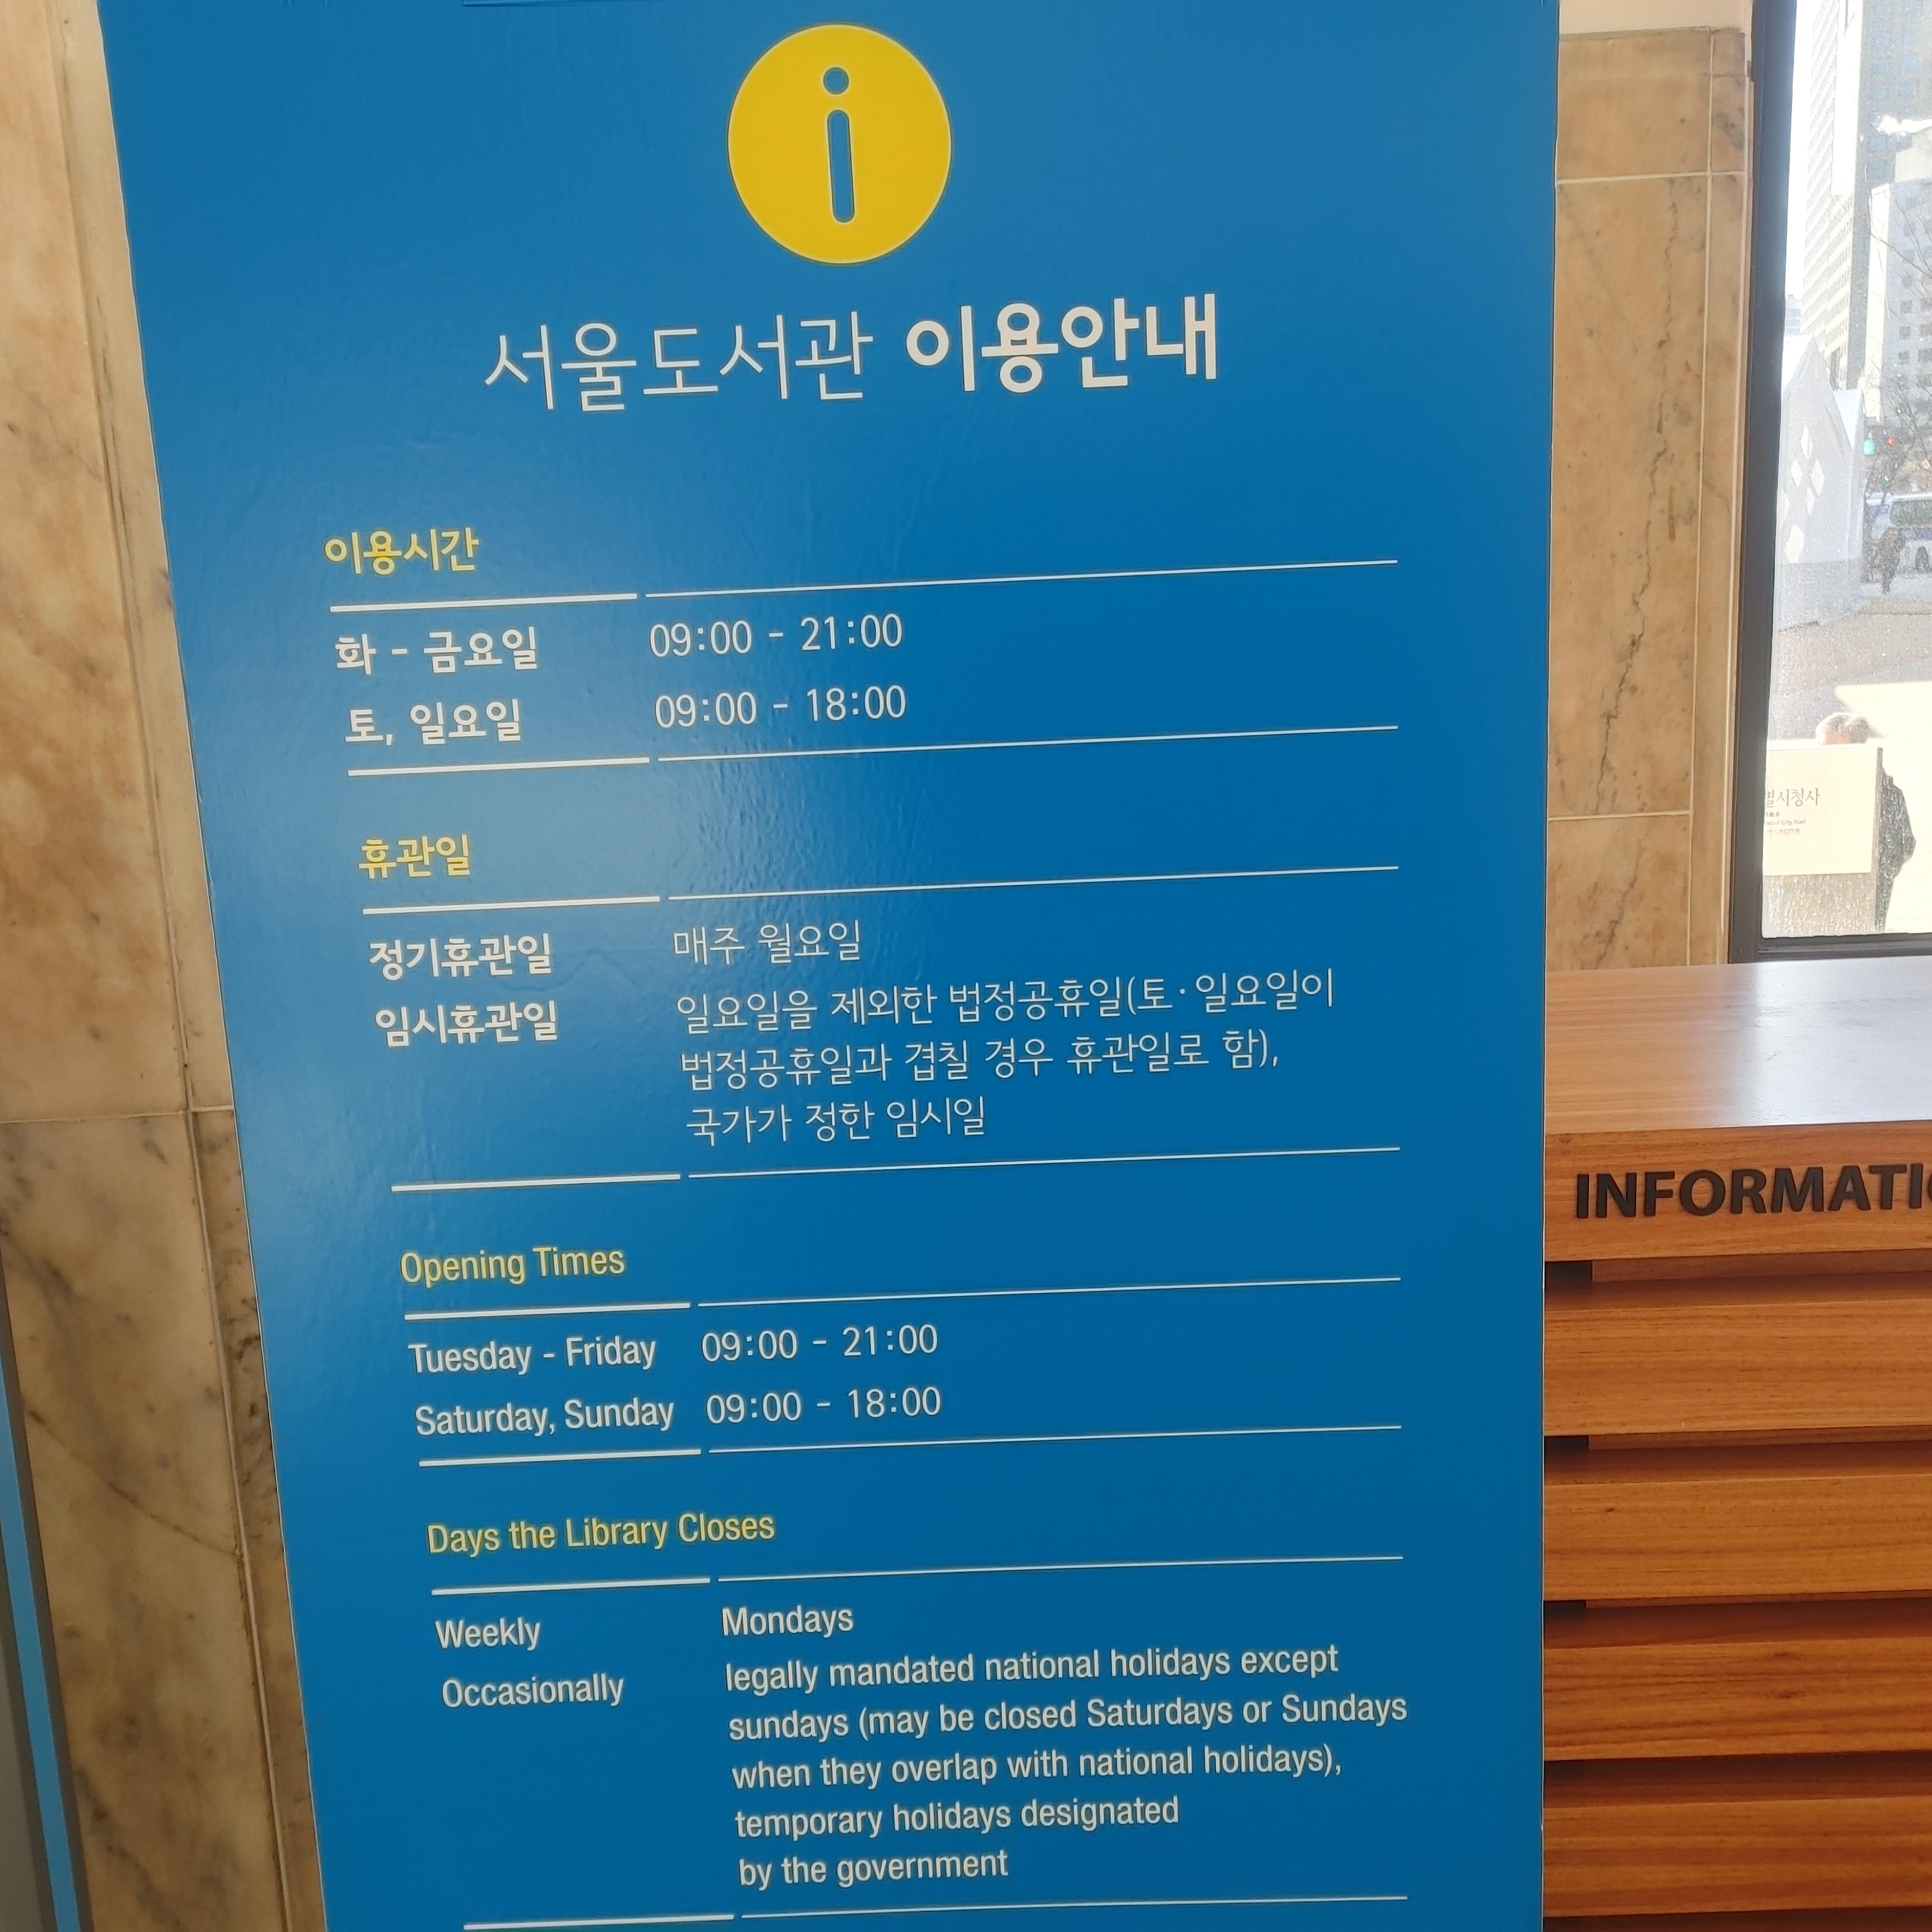 i
서울도서관 이용안내
이용시간
화 - 금요일 09:00 - 21:00
토, 일요일 09:00 - 18:00
휴관일
정기휴관일 매주 월요일
임시휴관일 일요일을 제외한 법정공휴일(토·일요일이
법정공휴일과 겹칠 경우 휴관일로 함),
국가가 정한 임시일
Opening Times
Tuesday - Friday 09:00 - 21:00
Saturday, Sunday 09:00 - 18:00
Days the Library Closes
Weekly Mondays
Occasionally legally mandated national holidays except
sundays (may be closed Saturdays or Sundays
when they overlap with national holidays),
temporary holidays designated
by the government
별시청사
eoul City Hall
INFORMATI